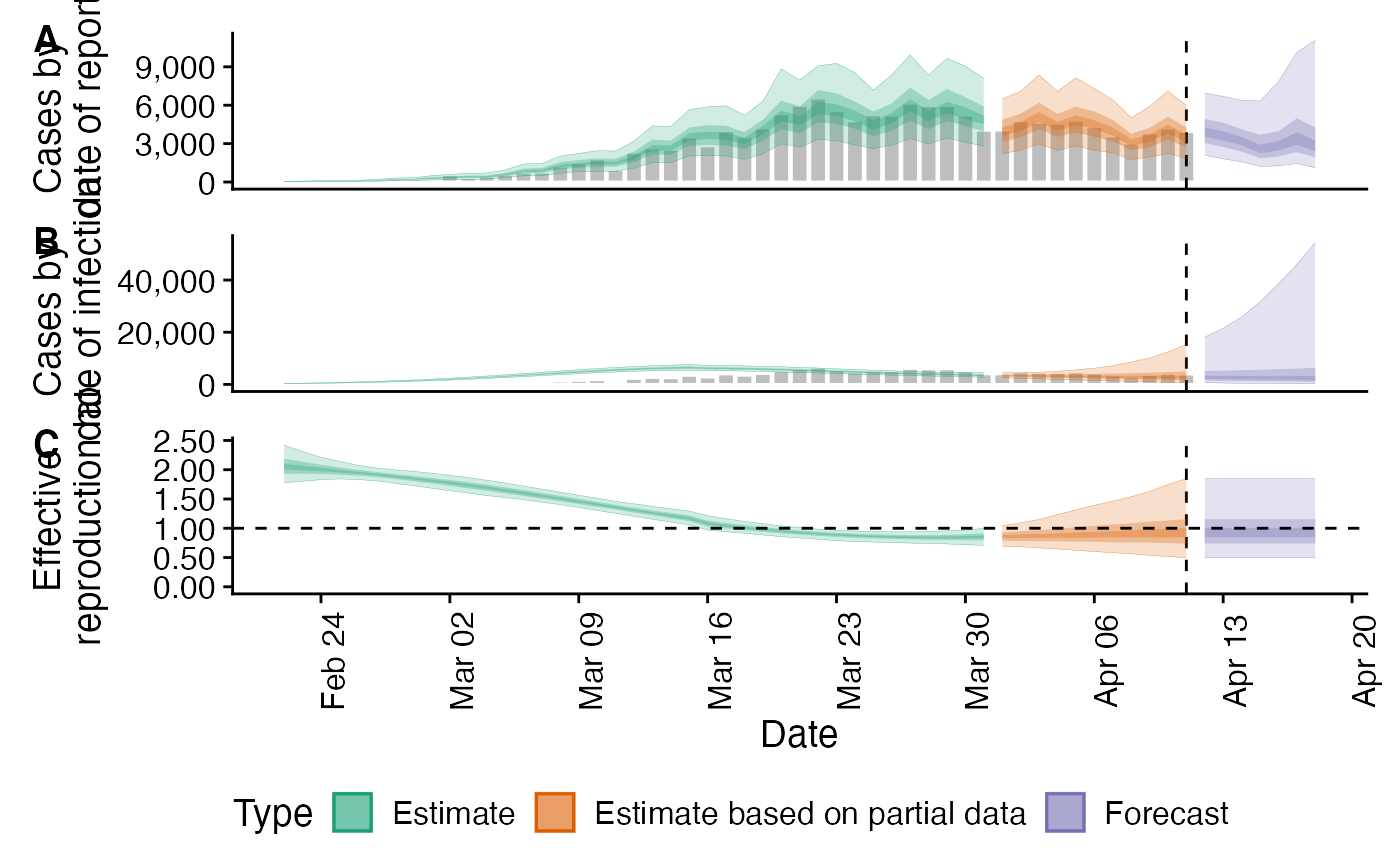 A
Cases by
date of report
9,000
6,000
3,000
0
B
Cases by
date of infection
40,000
20,000
0
C
Effective
reproduction no.
2.50
2.00
1.50
1.00
0.50
0.00
Feb 24
Mar 02
Mar 09
Mar 16
Mar 23
Mar 30
Apr 06
Apr 13
Apr 20
Date
Type
Estimate
Estimate based on partial data
Forecast